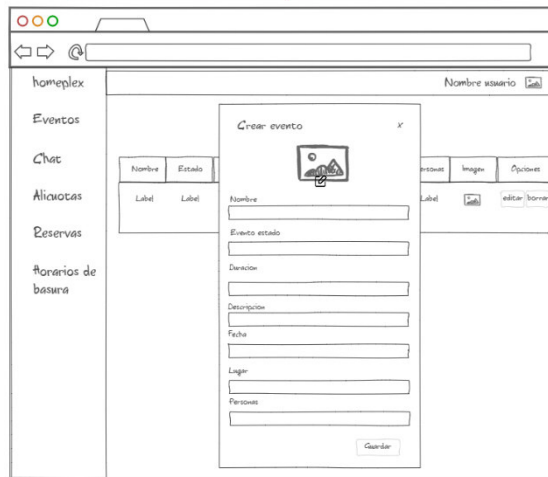 homeplex
Nombre usuario
Eventos
Chat
Alicuotas
Reservas
Horarios de
basura
Crear evento x
Nombre
Evento estado
Duracion
Descripcion
Fecha
Lugar
Personas
Guardar
Nombre Estado ersonas Imagen Opciones
Label Label Label editar borrar